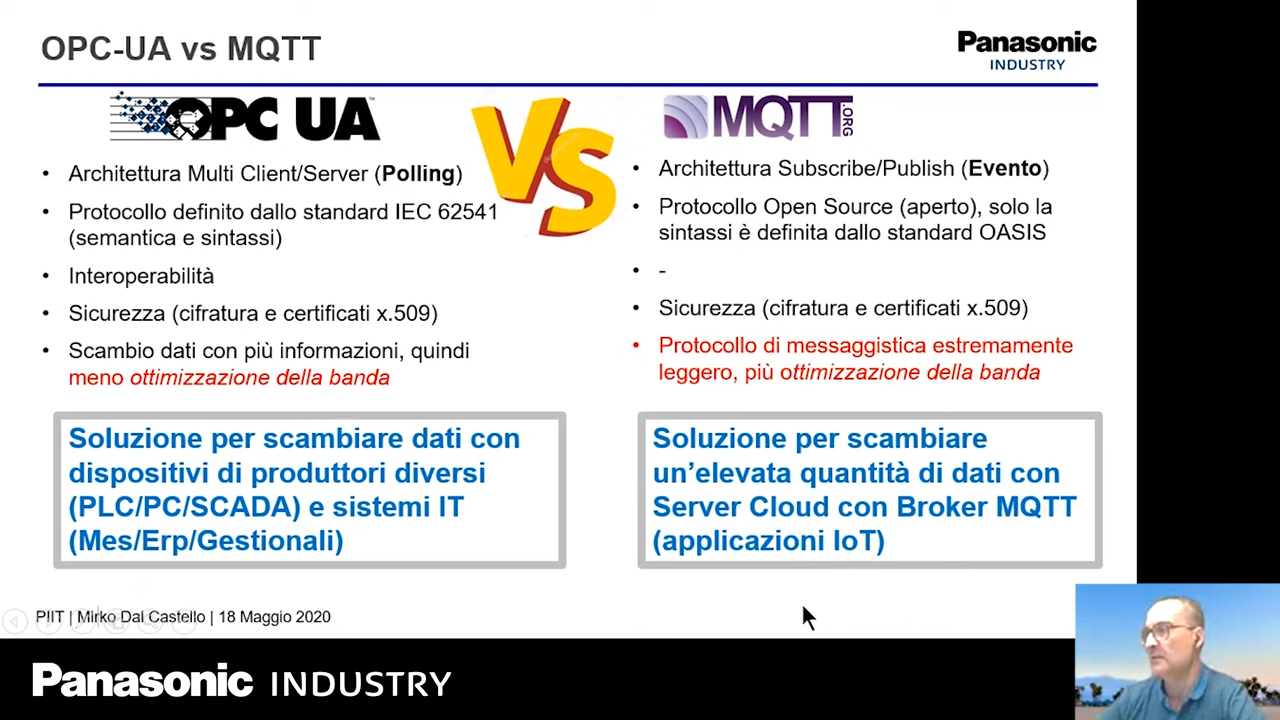 OPC-UA vs MQTT
Panasonic
INDUSTRY
OPC UA
VS
MQTT
.ORG
• Architettura Multi Client/Server (Polling)
• Protocollo definito dallo standard IEC 62541
(semantica e sintassi)
• Interoperabilità
• Sicurezza (cifratura e certificati x.509)
• Scambio dati con più informazioni, quindi
meno ottimizzazione della banda
• Architettura Subscribe/Publish (Evento)
• Protocollo Open Source (aperto), solo la
sintassi è definita dallo standard OASIS
• -
• Sicurezza (cifratura e certificati x.509)
• Protocollo di messaggistica estremamente
leggero, più ottimizzazione della banda
Soluzione per scambiare dati con
dispositivi di produttori diversi
(PLC/PC/SCADA) e sistemi IT
(Mes/Erp/Gestionali)
Soluzione per scambiare
un’elevata quantità di dati con
Server Cloud con Broker MQTT
(applicazioni IoT)
PIIT | Mirko Dal Castello | 18 Maggio 2020
Panasonic INDUSTRY